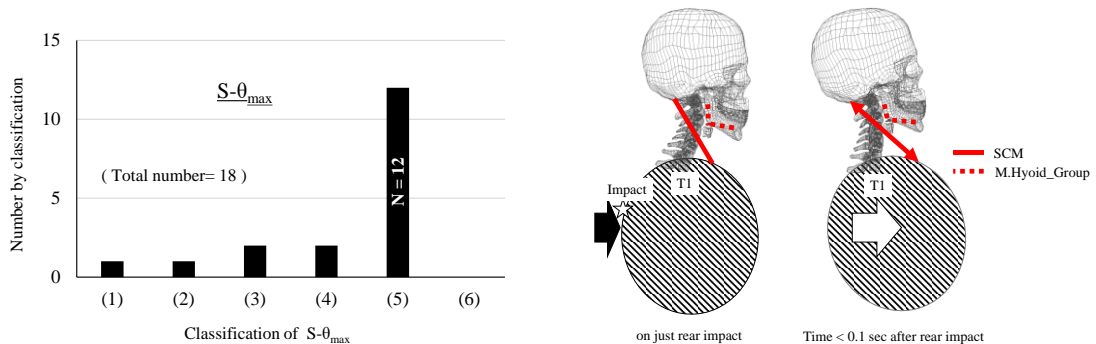 15
10
5
0
Number by classification
S-θmax
( Total number= 18 )
N = 12
(1) (2) (3) (4) (5) (6)
Classification of S-θmax
Impact
T1
on just rear impact
T1
Time < 0.1 sec after rear impact
SCM
M.Hyoid_Group